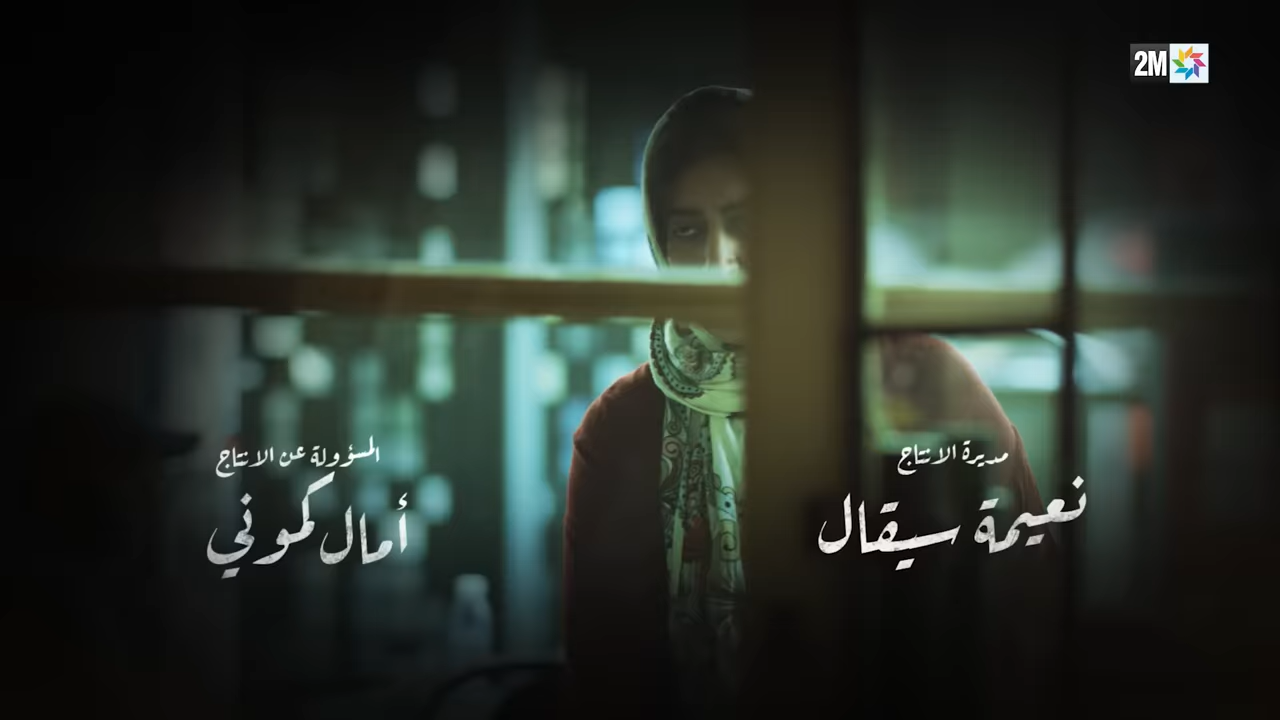 2M
مديرة الانتاج
نعيمة سيقال
المسؤولة عن الانتاج
أمال كموني